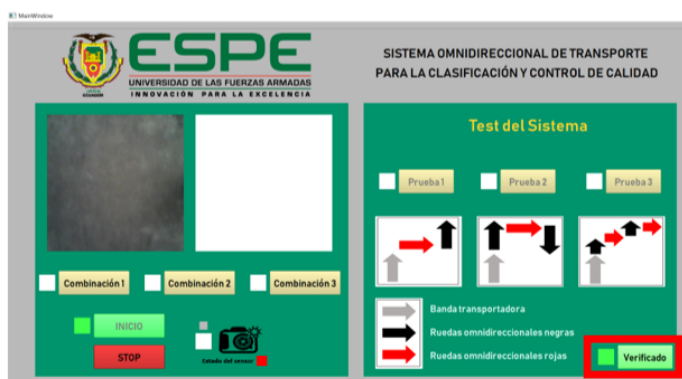 MainWindow
ESPE
UNIVERSIDAD DE LAS FUERZAS ARMADAS
INNOVACIÓN PARA LA EXCELENCIA
ECUADOR
SISTEMA OMNIDIRECCIONAL DE TRANSPORTE
PARA LA CLASIFICACIÓN Y CONTROL DE CALIDAD
Combinación 1
Combinación 2
Combinación 3
INICIO
STOP
Estado del sensor
Test del Sistema
Prueba 1
Prueba 2
Prueba 3
Banda transportadora
Ruedas omnidireccionales negras
Ruedas omnidireccionales rojas
Verificado